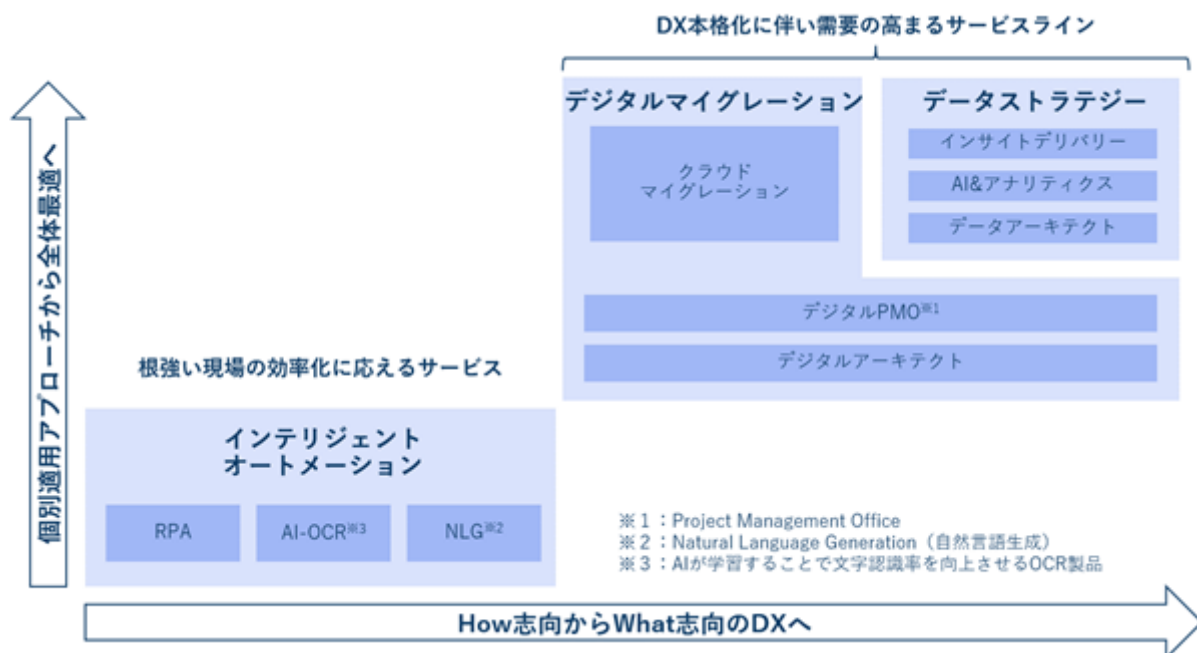 DX本格化に伴い需要の高まるサービスライン
デジタルマイグレーション
クラウド
マイグレーション
データストラテジー
インサイトデリバリー
AI&アナリティクス
データアーキテクト
デジタルPMO※1
デジタルアーキテクト
個別適用アプローチから全体最適へ
根強い現場の効率化に応えるサービス
インテリジェント
オートメーション
RPA
AI-OCR※3
NLG※2
※1：Project Management Office
※2：Natural Language Generation（自然言語生成）
※3：AIが学習することで文字認識率を向上させるOCR製品
How志向からWhat志向のDXへ